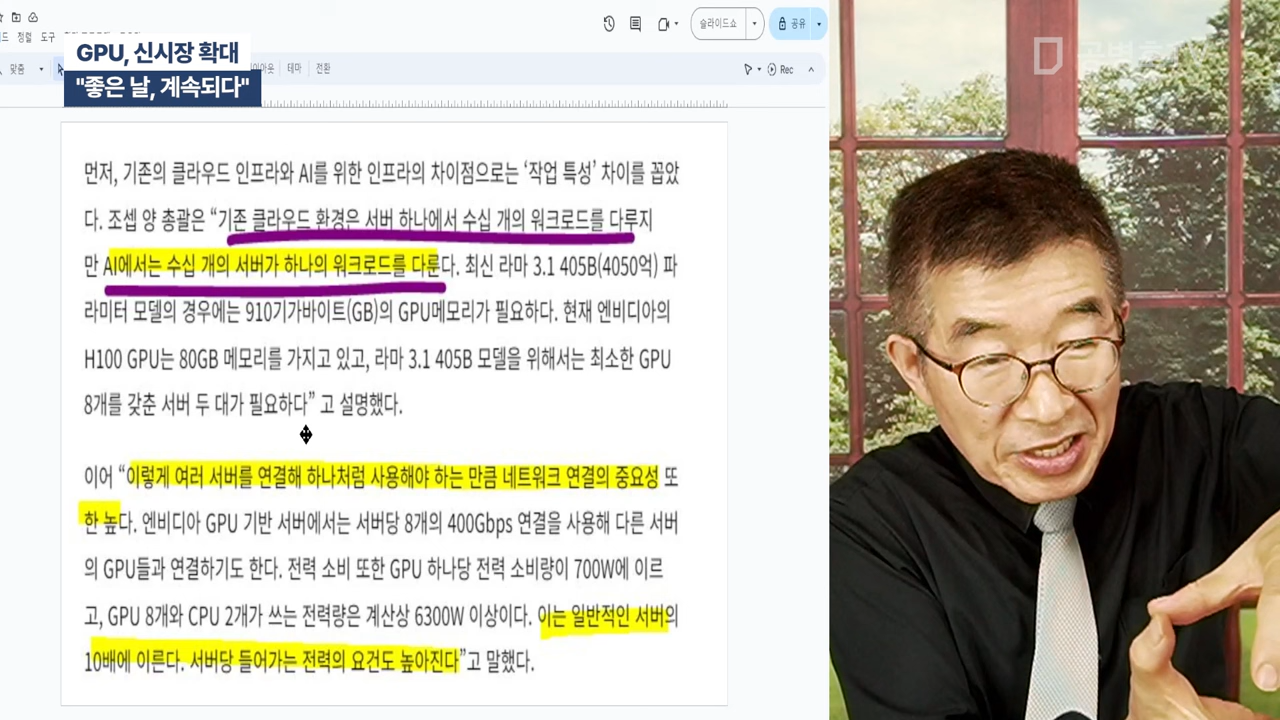 정렬 도구
슬라이드쇼
공유
맞춤
테마
전환
Rec
GPU, 신시장 확대
"좋은 날, 계속되다"
먼저, 기존의 클라우드 인프라와 AI를 위한 인프라의 차이점으로는 ‘작업 특성’ 차이를 꼽았
다. 조셉 양 총괄은 “기존 클라우드 환경은 서버 하나에서 수십 개의 워크로드를 다루지
만 AI에서는 수십 개의 서버가 하나의 워크로드를 다룬다. 최신 라마 3.1 405B(4050억) 파
라미터 모델의 경우에는 910기가바이트(GB)의 GPU메모리가 필요하다. 현재 엔비디아의
H100 GPU는 80GB 메모리를 가지고 있고, 라마 3.1 405B 모델을 위해서는 최소한 GPU
8개를 갖춘 서버 두 대가 필요하다” 고 설명했다.
이어 “이렇게 여러 서버를 연결해 하나처럼 사용해야 하는 만큼 네트워크 연결의 중요성 또
한 높다. 엔비디아 GPU 기반 서버에서는 서버당 8개의 400Gbps 연결을 사용해 다른 서버
의 GPU들과 연결하기도 한다. 전력 소비 또한 GPU 하나당 전력 소비량이 700W에 이르
고, GPU 8개와 CPU 2개가 쓰는 전력량은 계산상 6300W 이상이다. 이는 일반적인 서버의
10배에 이른다. 서버당 들어가는 전력의 요건도 높아진다”고 말했다.
공병호TV